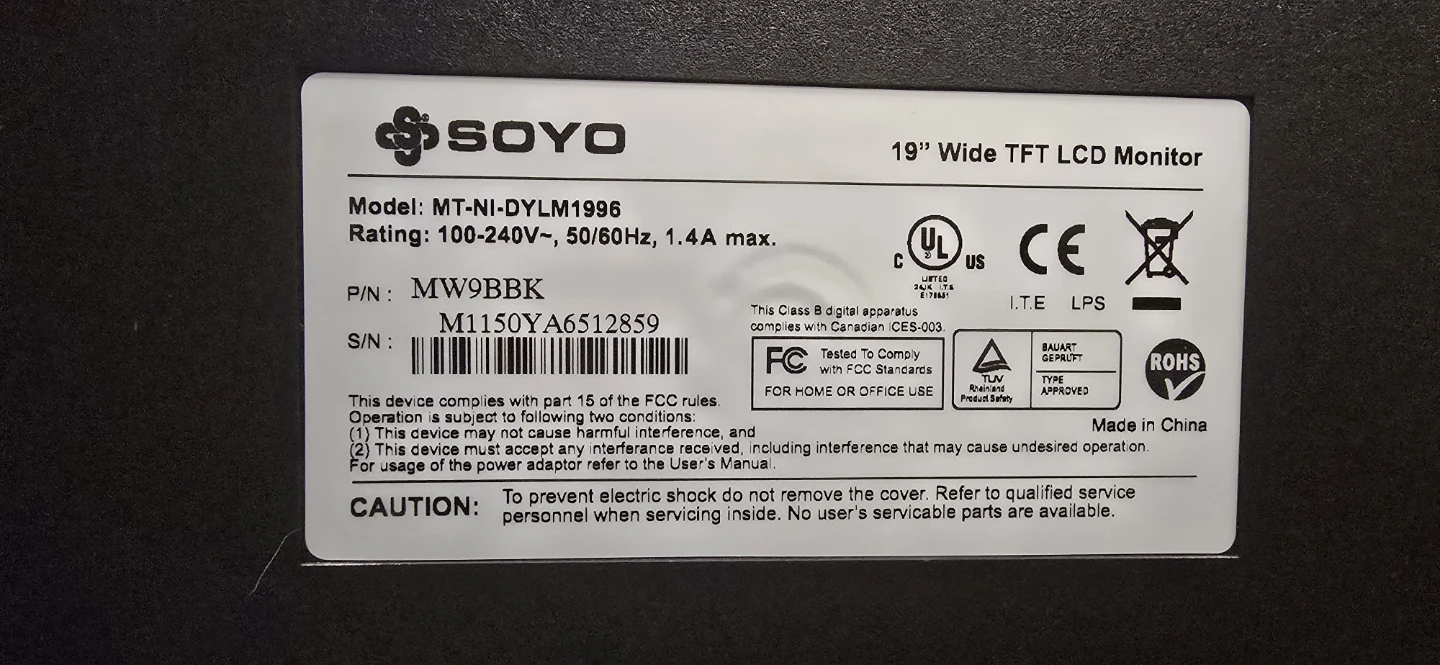 SOYO
19” Wide TFT LCD Monitor
Model: MT-NI-DYLM1996
Rating: 100-240V~, 50/60Hz, 1.4A max.
C UL US
LISTED
I.T.E.
E178651
CE
I.T.E LPS
P/N : MW9BBK
M1150YA6512859
S/N :
This Class B digital apparatus
complies with Canadian ICES-003.
FC Tested To Comply
with FCC Standards
FOR HOME OR OFFICE USE
TUV
Rheinland
Product Safety
BAUART
GEPRUFT
TYPE
APPROVED
ROHS
Made in China
This device complies with part 15 of the FCC rules.
Operation is subject to following two conditions:
(1) This device may not cause harmful interference, and
(2) This device must accept any interferance received, including interference that may cause undesired operation.
For usage of the power adaptor refer to the User's Manual.
CAUTION: To prevent electric shock do not remove the cover. Refer to qualified service
personnel when servicing inside. No user's servicable parts are available.